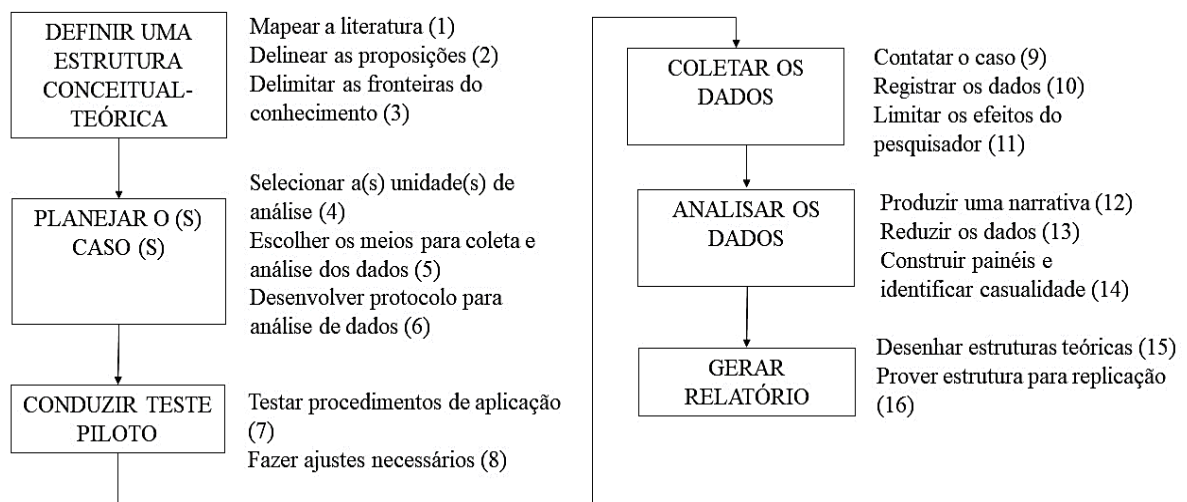 DEFINIR UMA
ESTRUTURA
CONCEITUAL-
TEÓRICA
Mapear a literatura (1)
Delinear as proposições (2)
Delimitar as fronteiras do
conhecimento (3)
PLANEJAR O (S)
CASO (S)
Selecionar a(s) unidade(s) de
análise (4)
Escolher os meios para coleta e
análise dos dados (5)
Desenvolver protocolo para
análise de dados (6)
CONDUZIR TESTE
PILOTO
Testar procedimentos de aplicação
(7)
Fazer ajustes necessários (8)
COLETAR OS
DADOS
Contatar o caso (9)
Registrar os dados (10)
Limitar os efeitos do
pesquisador (11)
ANALISAR OS
DADOS
Produzir uma narrativa (12)
Reduzir os dados (13)
Construir painéis e
identificar casualidade (14)
GERAR
RELATÓRIO
Desenhar estruturas teóricas (15)
Prover estrutura para replicação
(16)